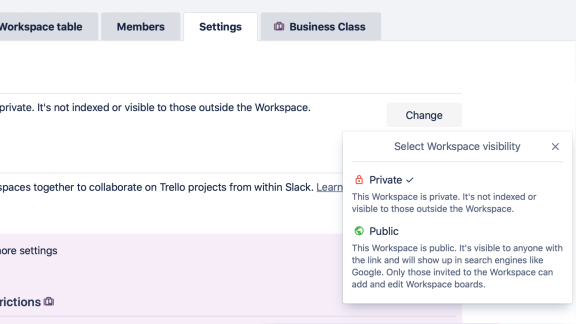 Workspace table
Members
Settings
Business Class
private. It's not indexed or visible to those outside the Workspace.
Change
Select Workspace visibility
Private
This Workspace is private. It's not indexed or
visible to those outside the Workspace.
spaces together to collaborate on Trello projects from within Slack. Learn
Public
This Workspace is public. It's visible to anyone with
the link and will show up in search engines like
Google. Only those invited to the Workspace can
add and edit Workspace boards.
ore settings
rictions